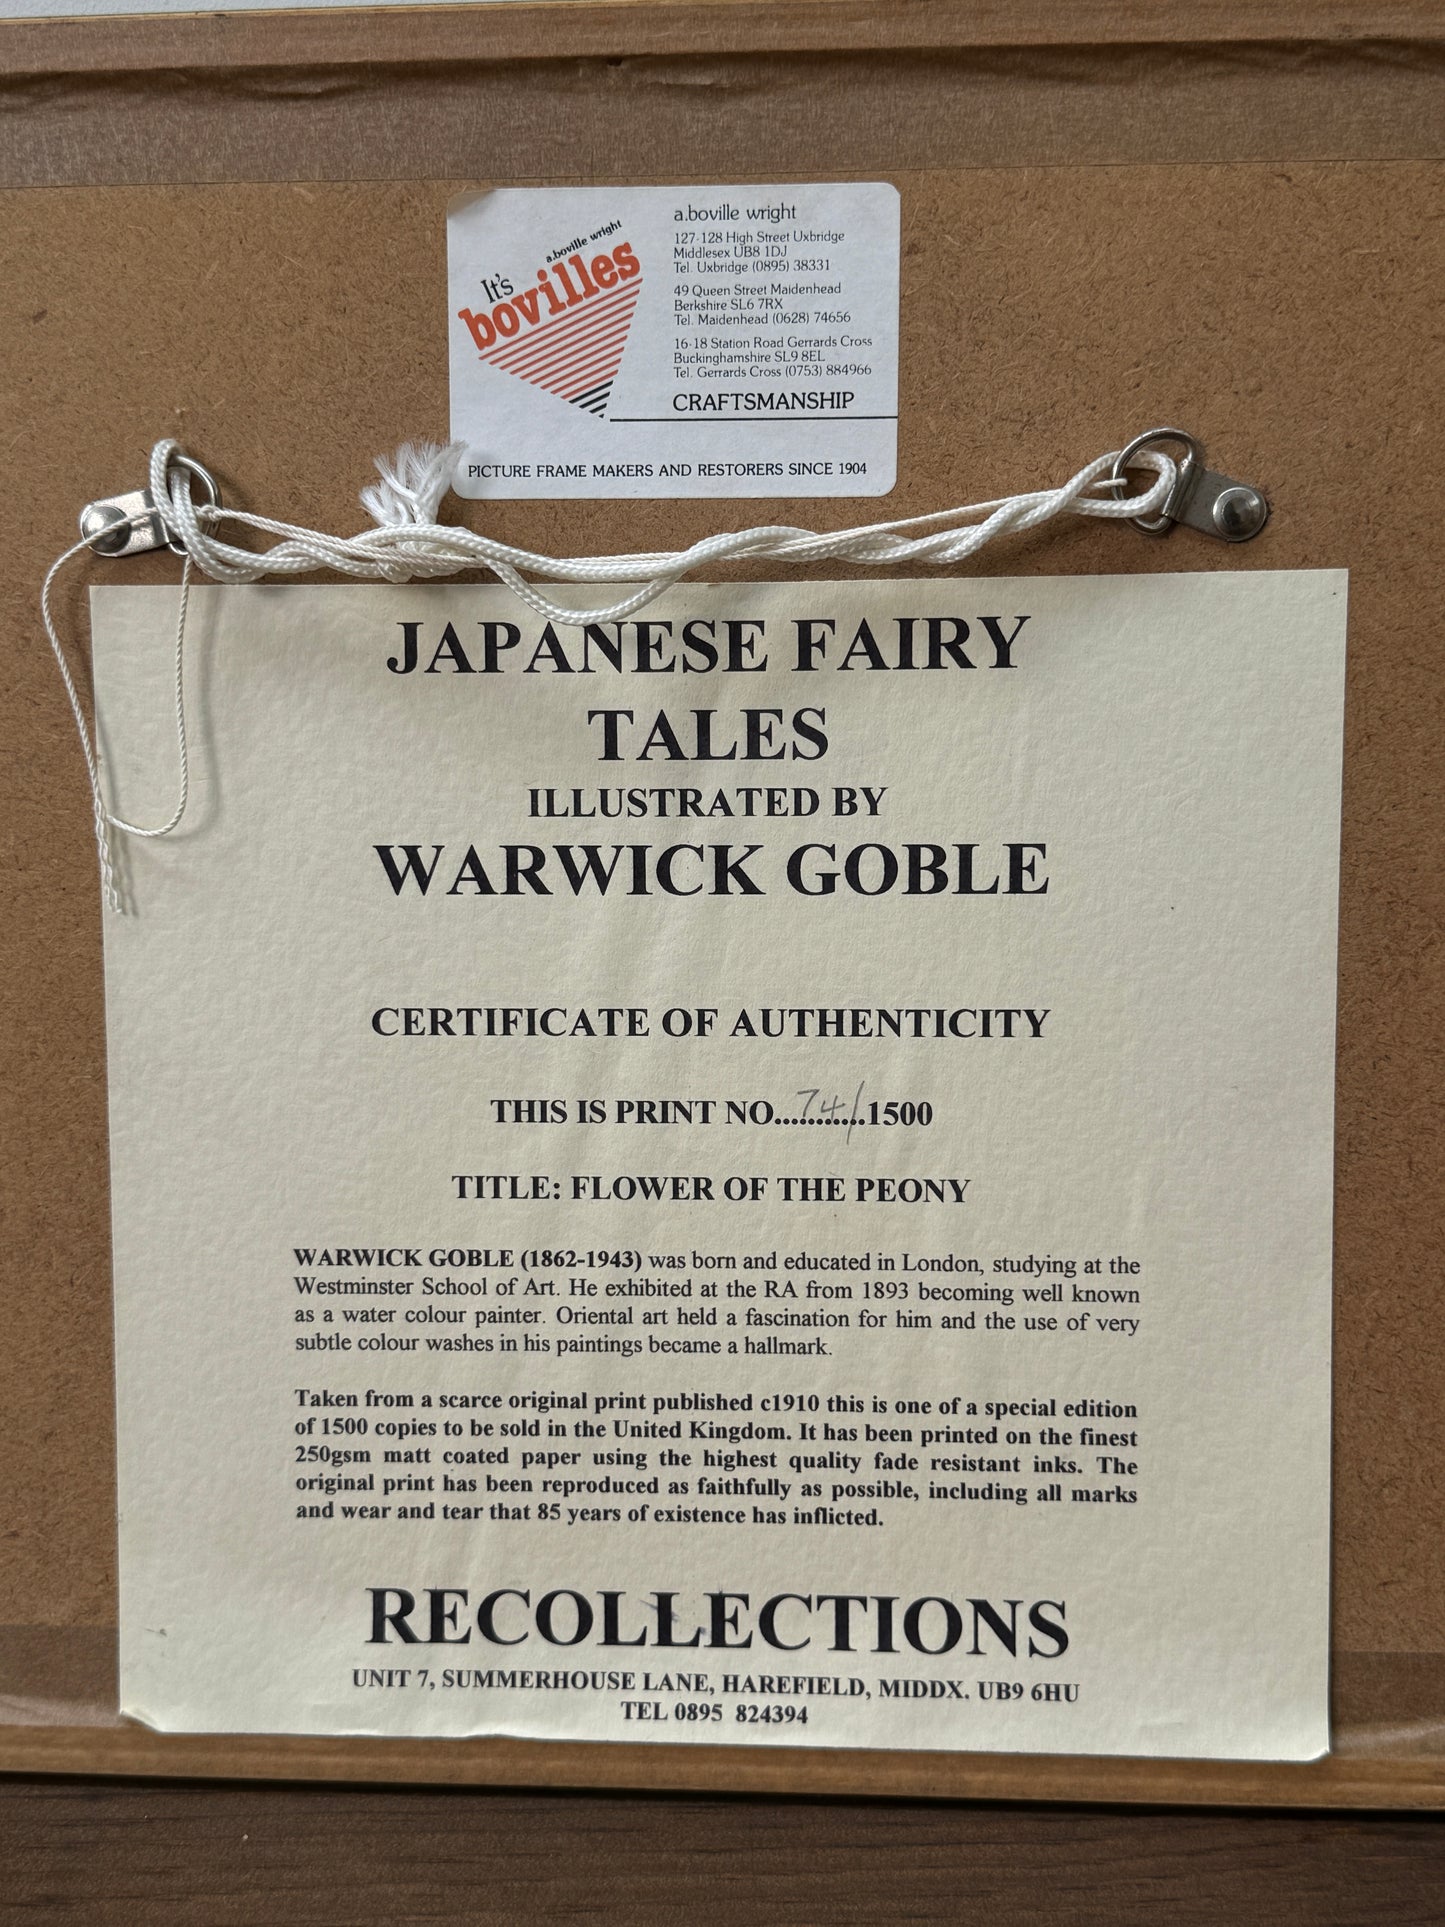 a.boville wright
It's
bovilles
a.boville wright
127-128 High Street Uxbridge
Middlesex UB8 1DJ
Tel. Uxbridge (0895) 38331
49 Queen Street Maidenhead
Berkshire SL6 7RX
Tel. Maidenhead (0628) 74656
16-18 Station Road Gerrards Cross
Buckinghamshire SL9 8EL
Tel. Gerrards Cross (0753) 884966
CRAFTSMANSHIP
PICTURE FRAME MAKERS AND RESTORERS SINCE 1904
JAPANESE FAIRY
TALES
ILLUSTRATED BY
WARWICK GOBLE
CERTIFICATE OF AUTHENTICITY
THIS IS PRINT NO....74/....1500
TITLE: FLOWER OF THE PEONY
WARWICK GOBLE (1862-1943) was born and educated in London, studying at the
Westminster School of Art. He exhibited at the RA from 1893 becoming well known
as a water colour painter. Oriental art held a fascination for him and the use of very
subtle colour washes in his paintings became a hallmark.
Taken from a scarce original print published c1910 this is one of a special edition
of 1500 copies to be sold in the United Kingdom. It has been printed on the finest
250gsm matt coated paper using the highest quality fade resistant inks. The
original print has been reproduced as faithfully as possible, including all marks
and wear and tear that 85 years of existence has inflicted.
RECOLLECTIONS
UNIT 7, SUMMERHOUSE LANE, HAREFIELD, MIDDX. UB9 6HU
TEL 0895 824394